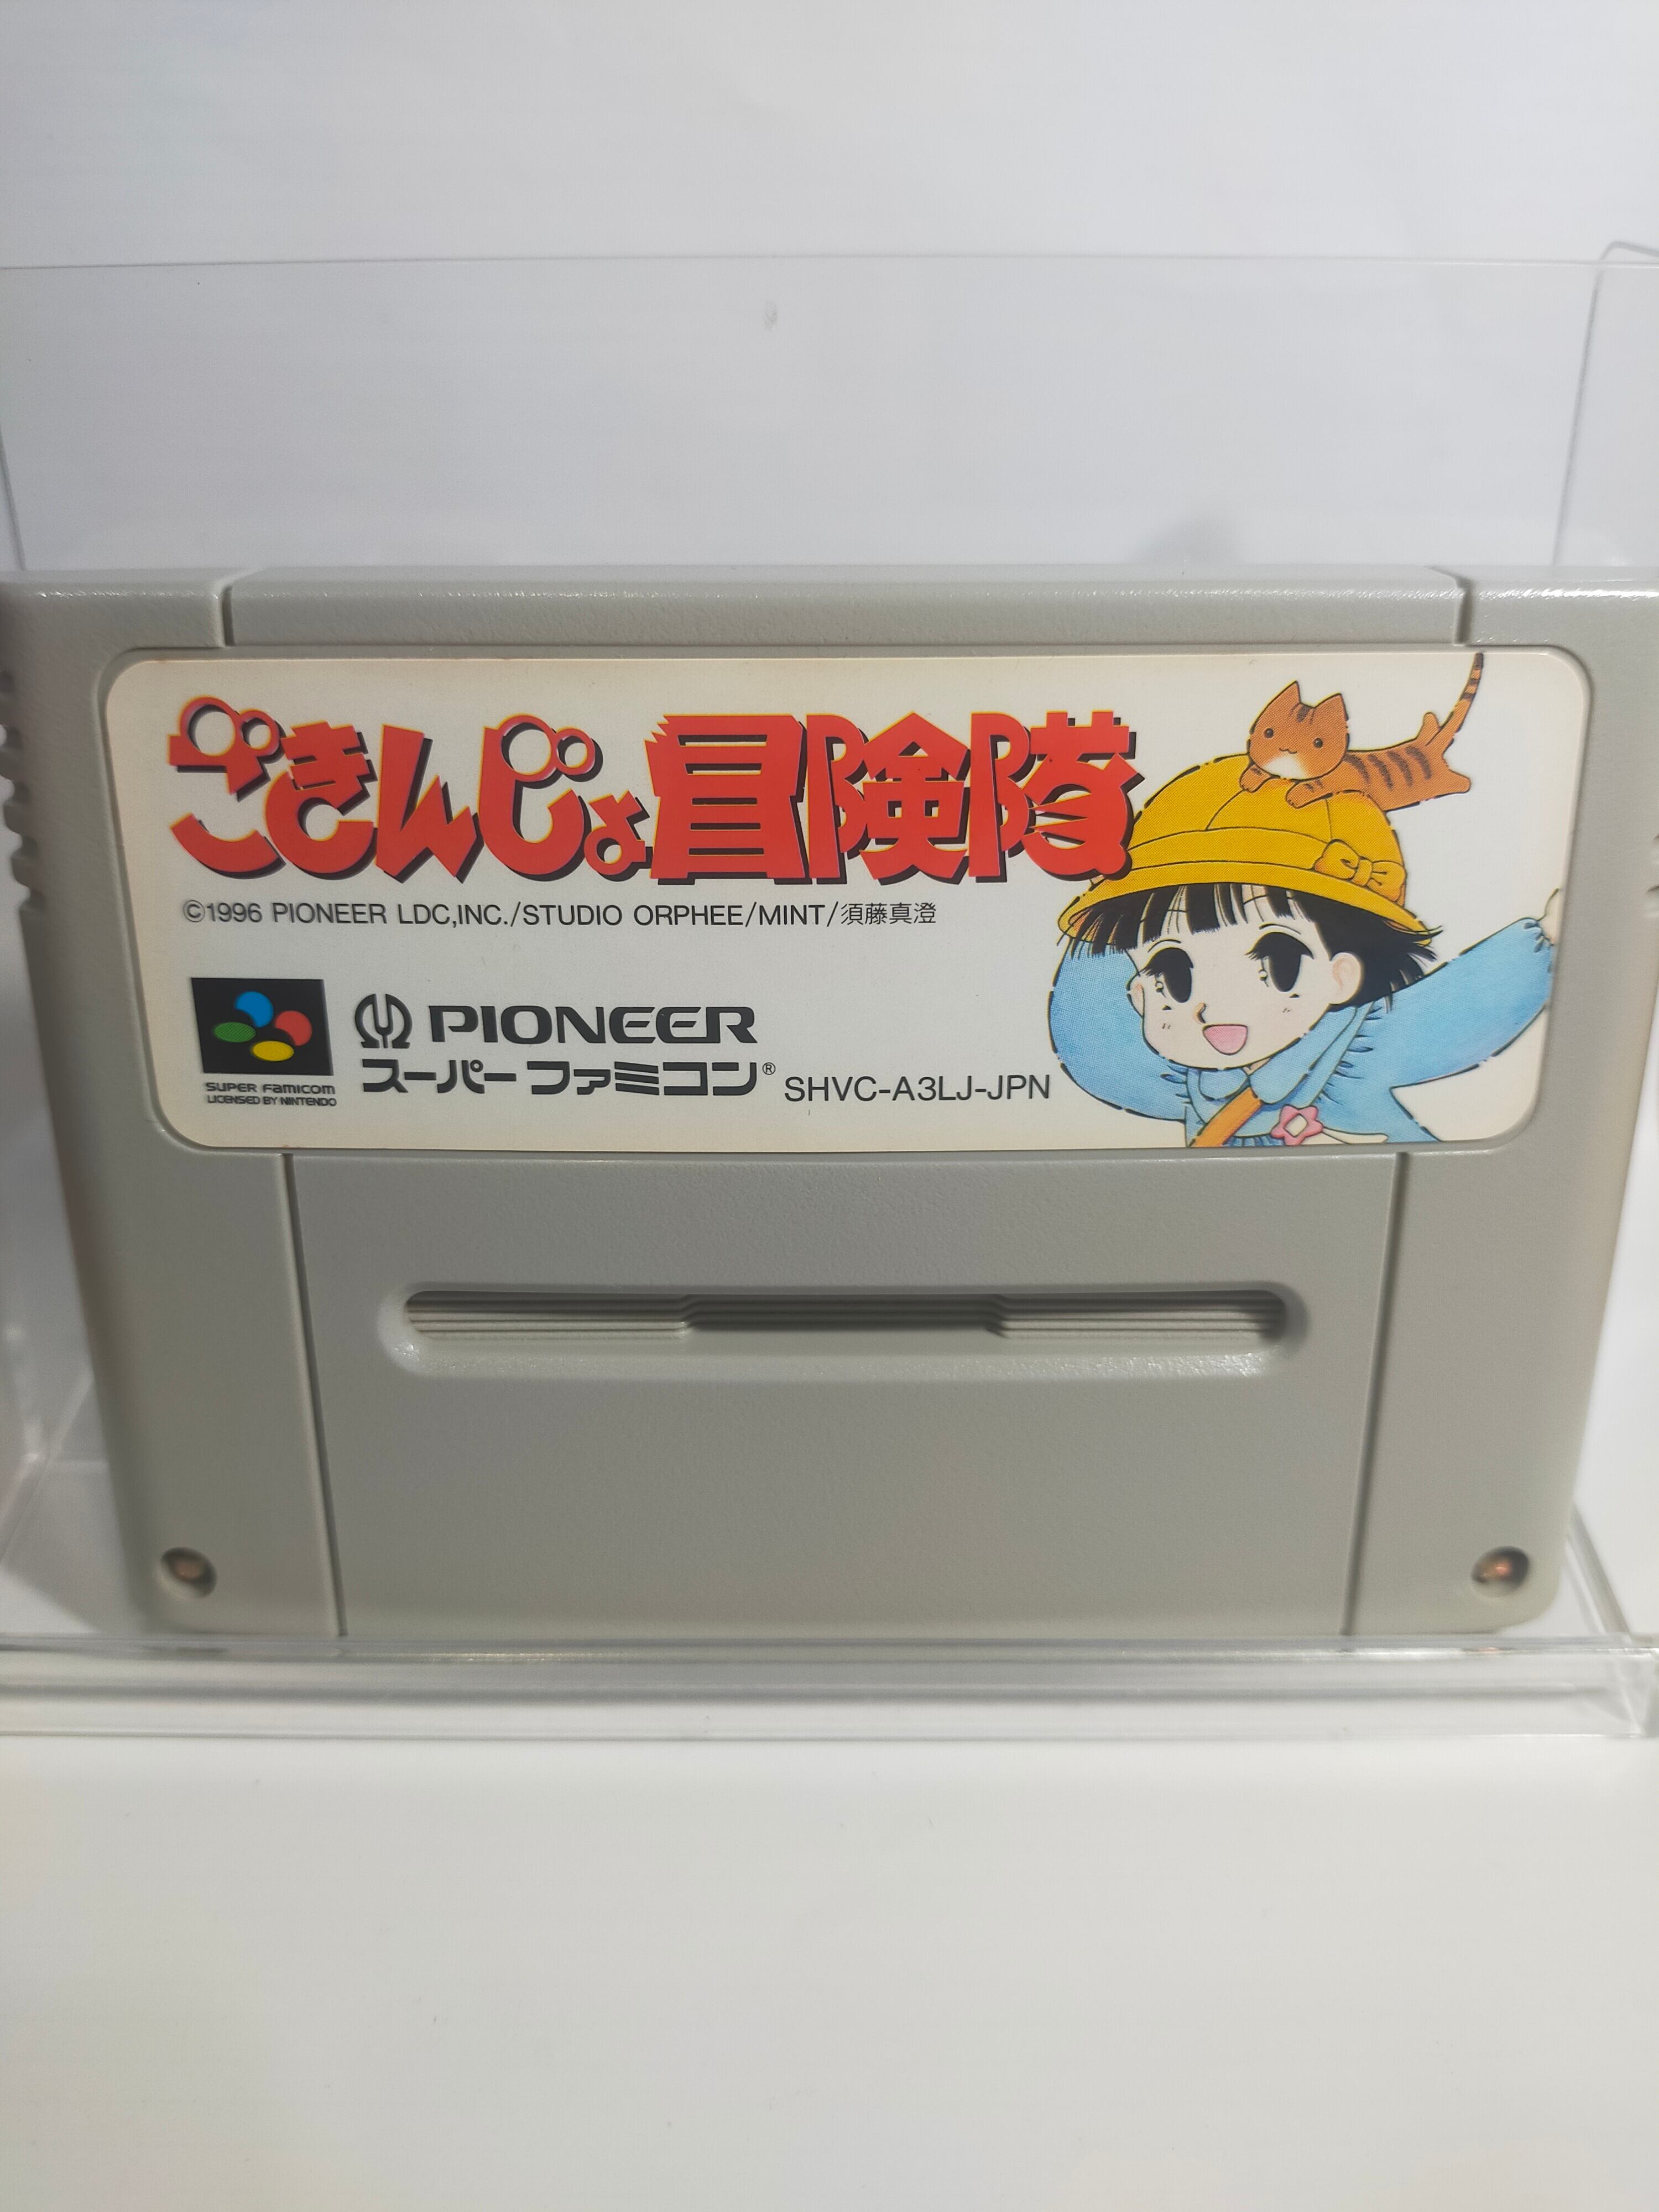 ごきんじょ冒険隊
©1996 PIONEER LDC,INC./STUDIO ORPHEE/MINT/須藤真澄
PIONEER
スーパーファミコン® SHVC-A3LJ-JPN
SUPER FAMICOM
LICENSED BY NINTENDO